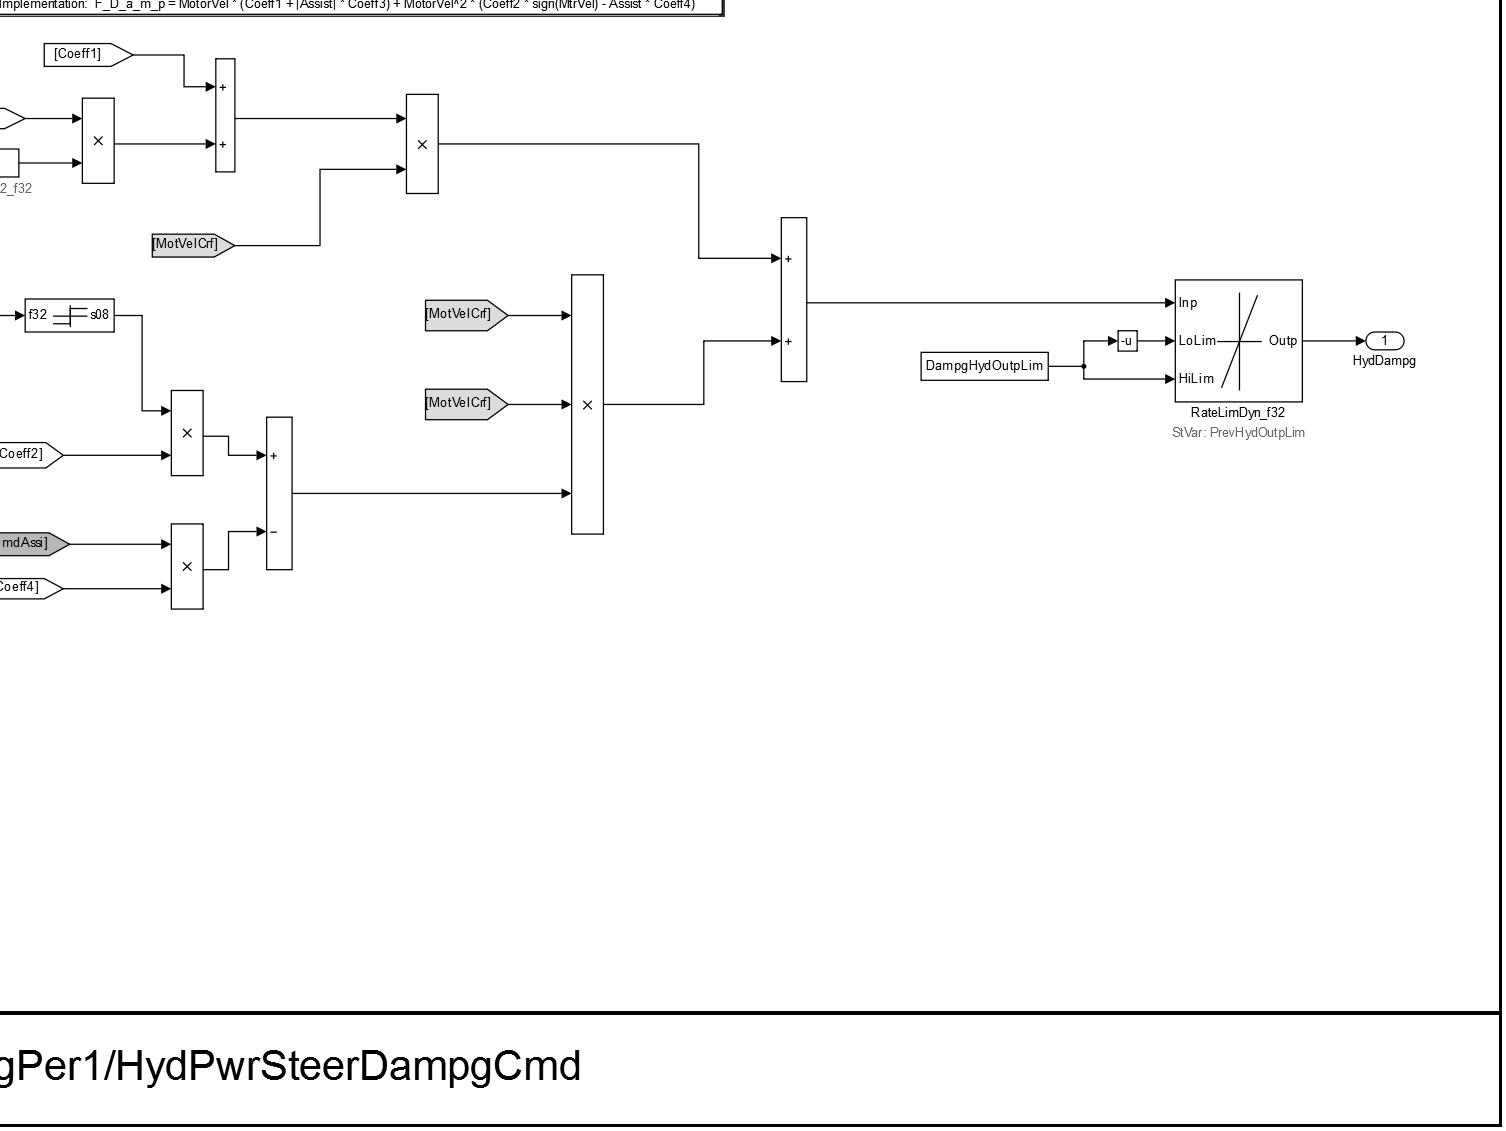 Implementation: F_D_a_m_p = MotorVel * (Coeff1 + |Assist| * Coeff3) + MotorVel^2 * (Coeff2 * sign(MtrVel) - Assist * Coeff4)
[Coeff1]
+
×
+
×
2_f32
[MotVelCrf]
+
[MotVelCrf]
Inp
f32 s08
-u LoLim Outp 1
+
HydDampg
DampgHydOutpLim
HiLim
[MotVelCrf]
×
RateLimDyn_f32
StVar: PrevHydOutpLim
×
Coeff2]
+
−
mdAssi]
×
Coeff4]
gPer1/HydPwrSteerDampgCmd